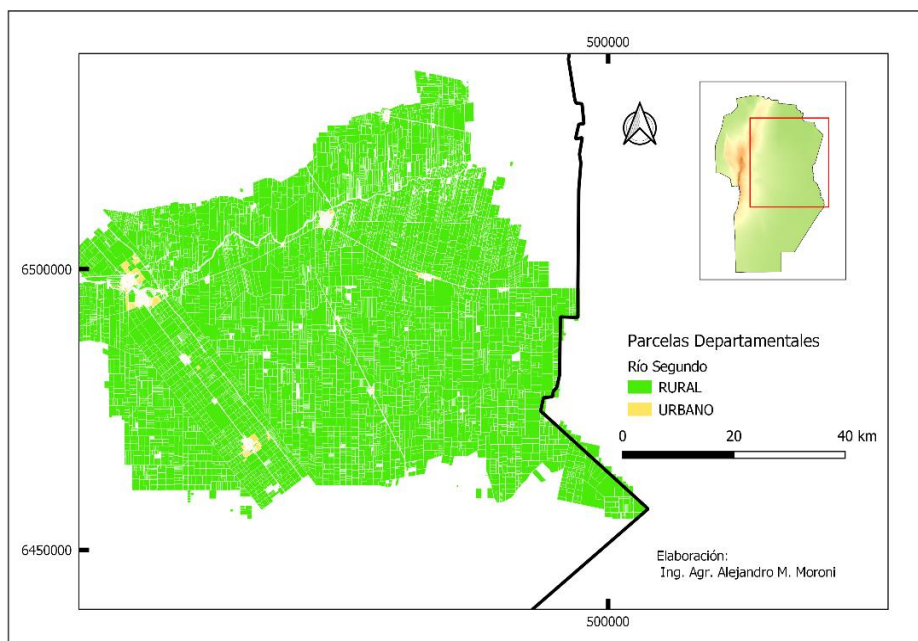 500000
6500000
6450000
Parcelas Departamentales
Río Segundo
RURAL
URBANO
0 20 40 km
Elaboración:
Ing. Agr. Alejandro M. Moroni
500000